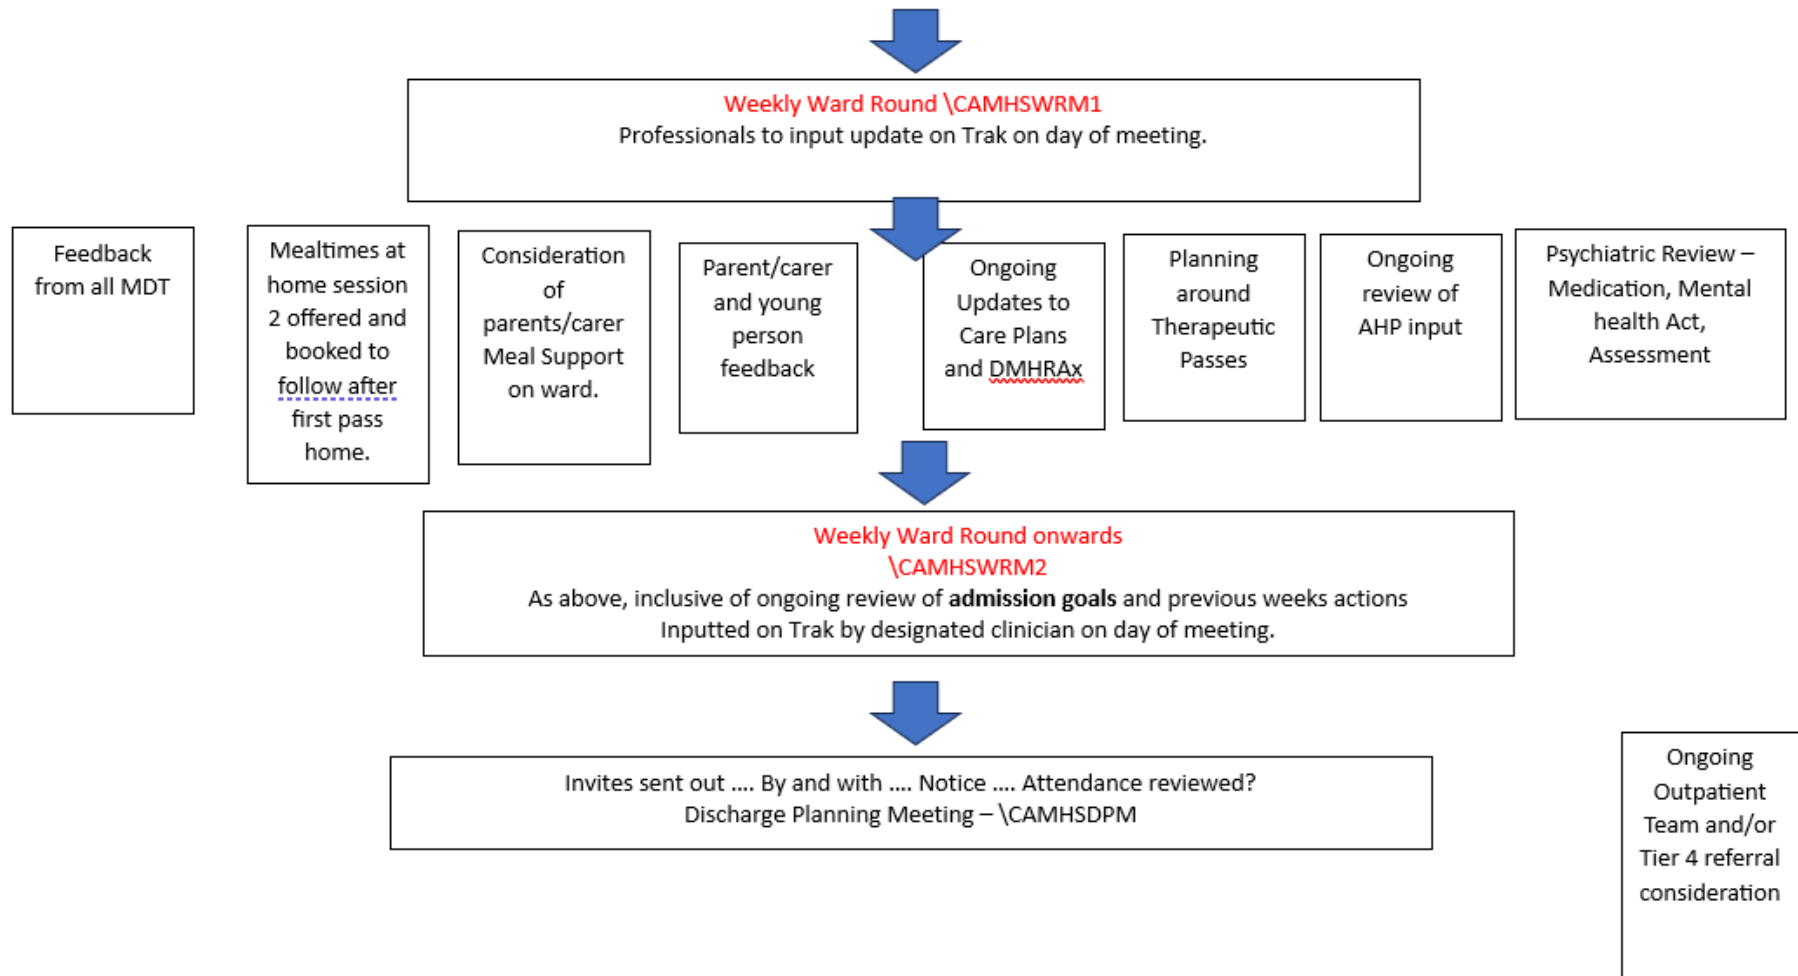 Weekly Ward Round \CAMHSWRM1
Professionals to input update on Trak on day of meeting.
Feedback
from all MDT
Mealtimes at
home session
2 offered and
booked to
follow after
first pass
home.
Consideration
of
parents/carer
Meal Support
on ward.
Parent/carer
and young
person
feedback
Ongoing
Updates to
Care Plans
and DMHRAx
Planning
around
Therapeutic
Passes
Ongoing
review of
AHP input
Psychiatric Review –
Medication, Mental
health Act,
Assessment
Weekly Ward Round onwards
\CAMHSWRM2
As above, inclusive of ongoing review of admission goals and previous weeks actions
Inputted on Trak by designated clinician on day of meeting.
Invites sent out .... By and with .... Notice .... Attendance reviewed?
Discharge Planning Meeting – \CAMHSDPM
Ongoing
Outpatient
Team and/or
Tier 4 referral
consideration